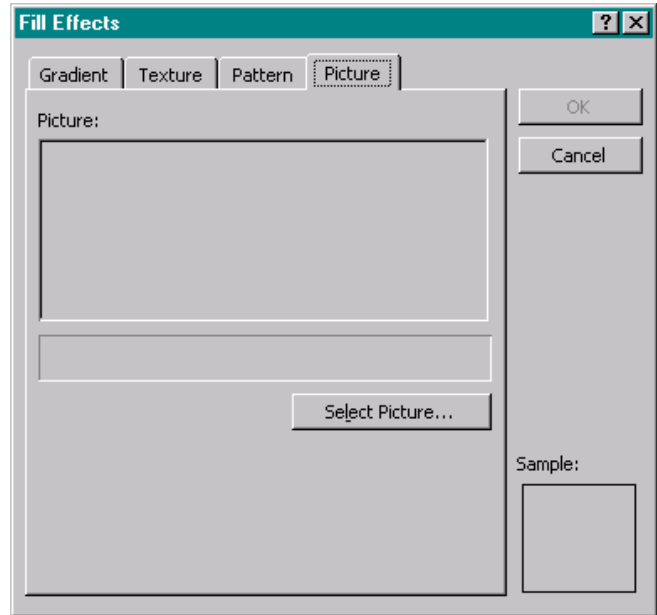 Fill Effects
Gradient Texture Pattern Picture
OK
Picture:
Cancel
Select Picture...
Sample: